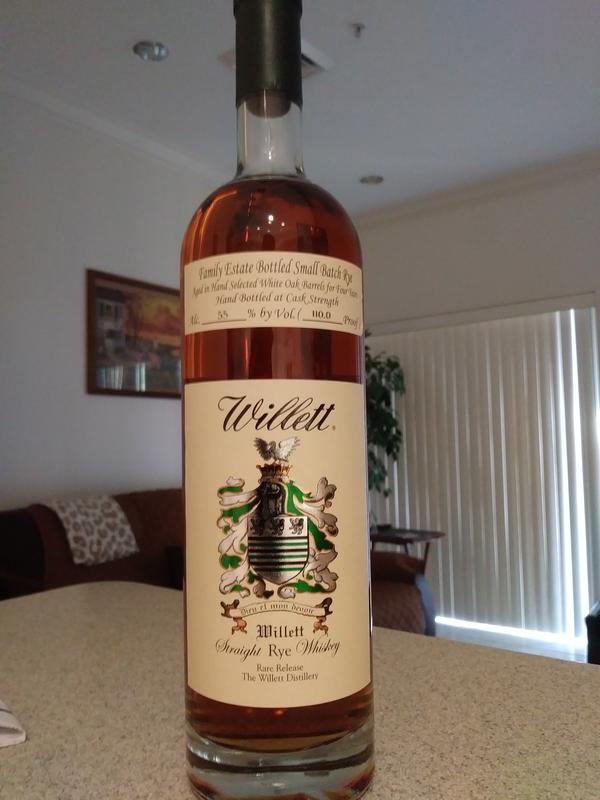 Family Estate Bottled Small Batch Rye
Aged in Hand Selected White Oak Barrels for Four Years
Hand Bottled at Cask Strength
Alc. 55 % by Vol. ( 110.0 Proof )
Willett®
Dieu et mon devoir
Willett
Straight Rye Whiskey
Rare Release
The Willett Distillery